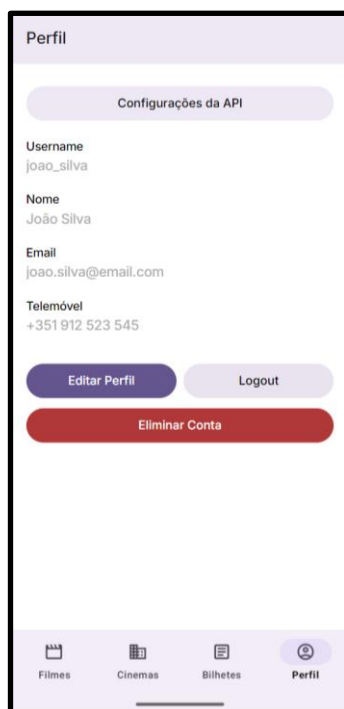 Perfil
Configurações da API
Username
joao_silva
Nome
João Silva
Email
joao.silva@email.com
Telemóvel
+351 912 523 545
Editar Perfil Logout
Eliminar Conta
Filmes Cinemas Bilhetes Perfil